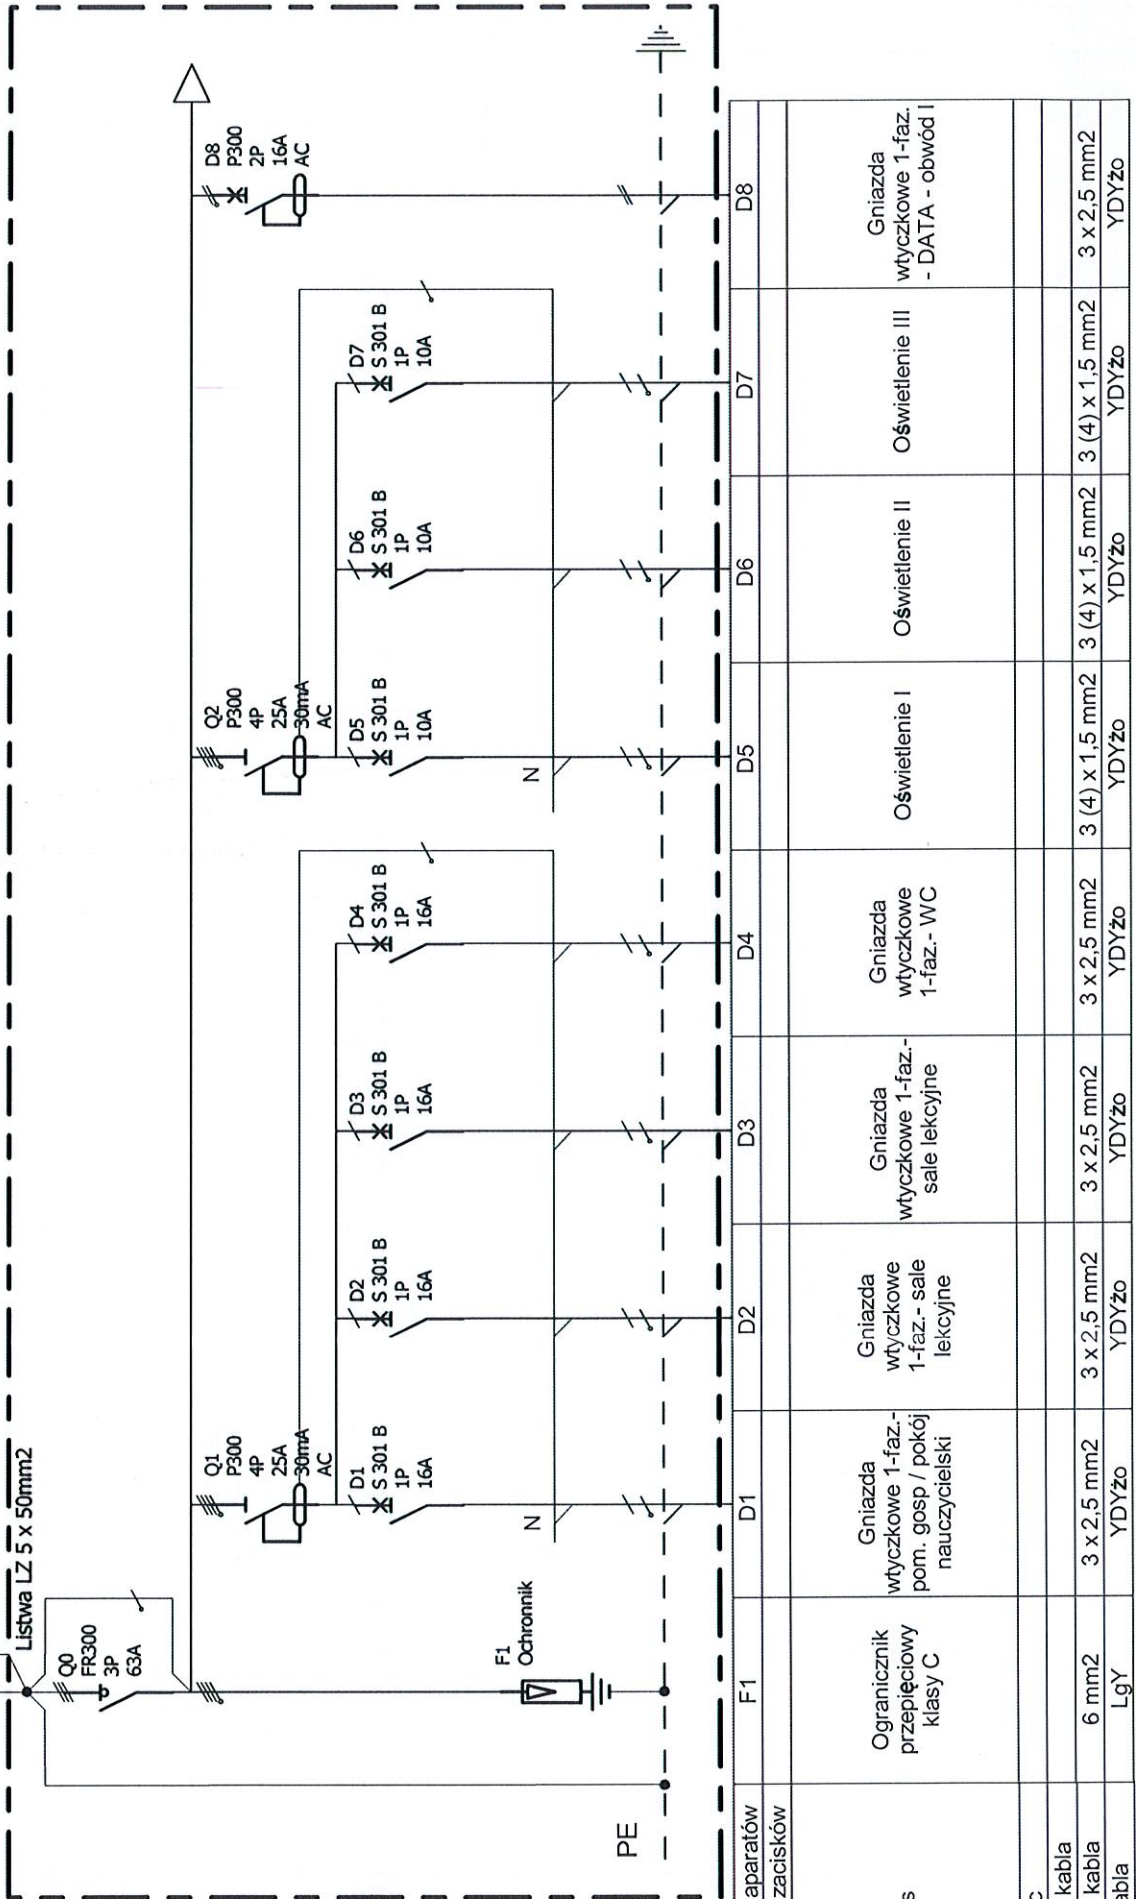 Listwa LZ 5 x 50mm2
Q0
FR300
3P
63A
F1
Ochronnik
PE
Q1
P300
4P
25A
30mA
AC
D1
S 301 B
1P
16A
N
D2
S 301 B
1P
16A
D3
S 301 B
1P
16A
D4
S 301 B
1P
16A
Q2
P300
4P
25A
30mA
AC
D5
S 301 B
1P
10A
N
D6
S 301 B
1P
10A
D7
S 301 B
1P
10A
D8
P300
2P
16A
AC
aparatów
F1
D1
D2
D3
D4
D5
D6
D7
D8
zacisków
s
Ogranicznik
przepięciowy
klasy C
Gniazda
wtyczkowe 1-faz.-
pom. gosp / pokój
nauczycielski
Gniazda
wtyczkowe
1-faz.- sale
lekcyjne
Gniazda
wtyczkowe 1-faz.-
sale lekcyjne
Gniazda
wtyczkowe
1-faz.- WC
Oświetlenie I
Oświetlenie II
Oświetlenie III
Gniazda
wtyczkowe 1-faz.
- DATA - obwód I
c
kabla
kabla
6 mm2
3 x 2,5 mm2
3 x 2,5 mm2
3 x 2,5 mm2
3 x 2,5 mm2
3 (4) x 1,5 mm2
3 (4) x 1,5 mm2
3 (4) x 1,5 mm2
3 x 2,5 mm2
abla
LgY
YDYżo
YDYżo
YDYżo
YDYżo
YDYżo
YDYżo
YDYżo
YDYżo